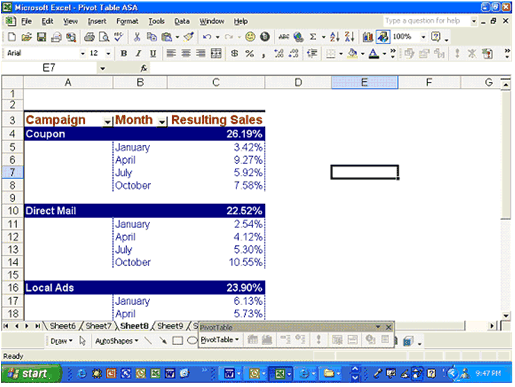 Microsoft Excel - Pivot Table ASA
File Edit View Insert Format Tools Data Window Help Type a question for help
100%
Arial 12 B I U $ % ,
E7 fx
A B C D E F G
1
2
3 Campaign Month Resulting Sales
4 Coupon 26.19%
5 January 3.42%
6 April 9.27%
7 July 5.92%
8 October 7.58%
9
10 Direct Mail 22.52%
11 January 2.54%
12 April 4.12%
13 July 5.30%
14 October 10.55%
15
16 Local Ads 23.90%
17 January 6.13%
18 April 5.73%
Sheet6 Sheet7 Sheet8 Sheet9
PivotTable
Draw AutoShapes PivotTable
Ready
start 9:47 PM